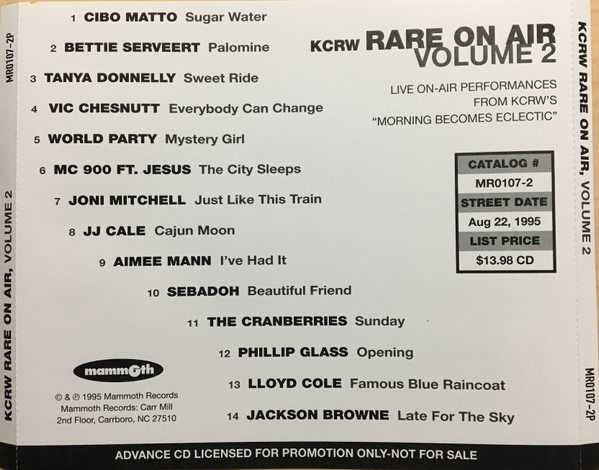 MR0107-2P
KCRW RARE ON AIR, VOLUME 2
1 CIBO MATTO Sugar Water
2 BETTIE SERVEERT Palomine
3 TANYA DONNELLY Sweet Ride
4 VIC CHESNUTT Everybody Can Change
5 WORLD PARTY Mystery Girl
6 MC 900 FT. JESUS The City Sleeps
7 JONI MITCHELL Just Like This Train
8 JJ CALE Cajun Moon
9 AIMEE MANN I've Had It
10 SEBADOH Beautiful Friend
11 THE CRANBERRIES Sunday
12 PHILLIP GLASS Opening
13 LLOYD COLE Famous Blue Raincoat
14 JACKSON BROWNE Late For The Sky
KCRW RARE ON AIR
VOLUME 2
LIVE ON-AIR PERFORMANCES
FROM KCRW'S
"MORNING BECOMES ECLECTIC"
CATALOG #
MR0107-2
STREET DATE
Aug 22, 1995
LIST PRICE
$13.98 CD
mammoth
© & ℗ 1995 Mammoth Records
Mammoth Records: Carr Mill
2nd Floor, Carrboro, NC 27510
ADVANCE CD LICENSED FOR PROMOTION ONLY-NOT FOR SALE
KCRW RARE ON AIR, VOLUME 2
MR0107-2P